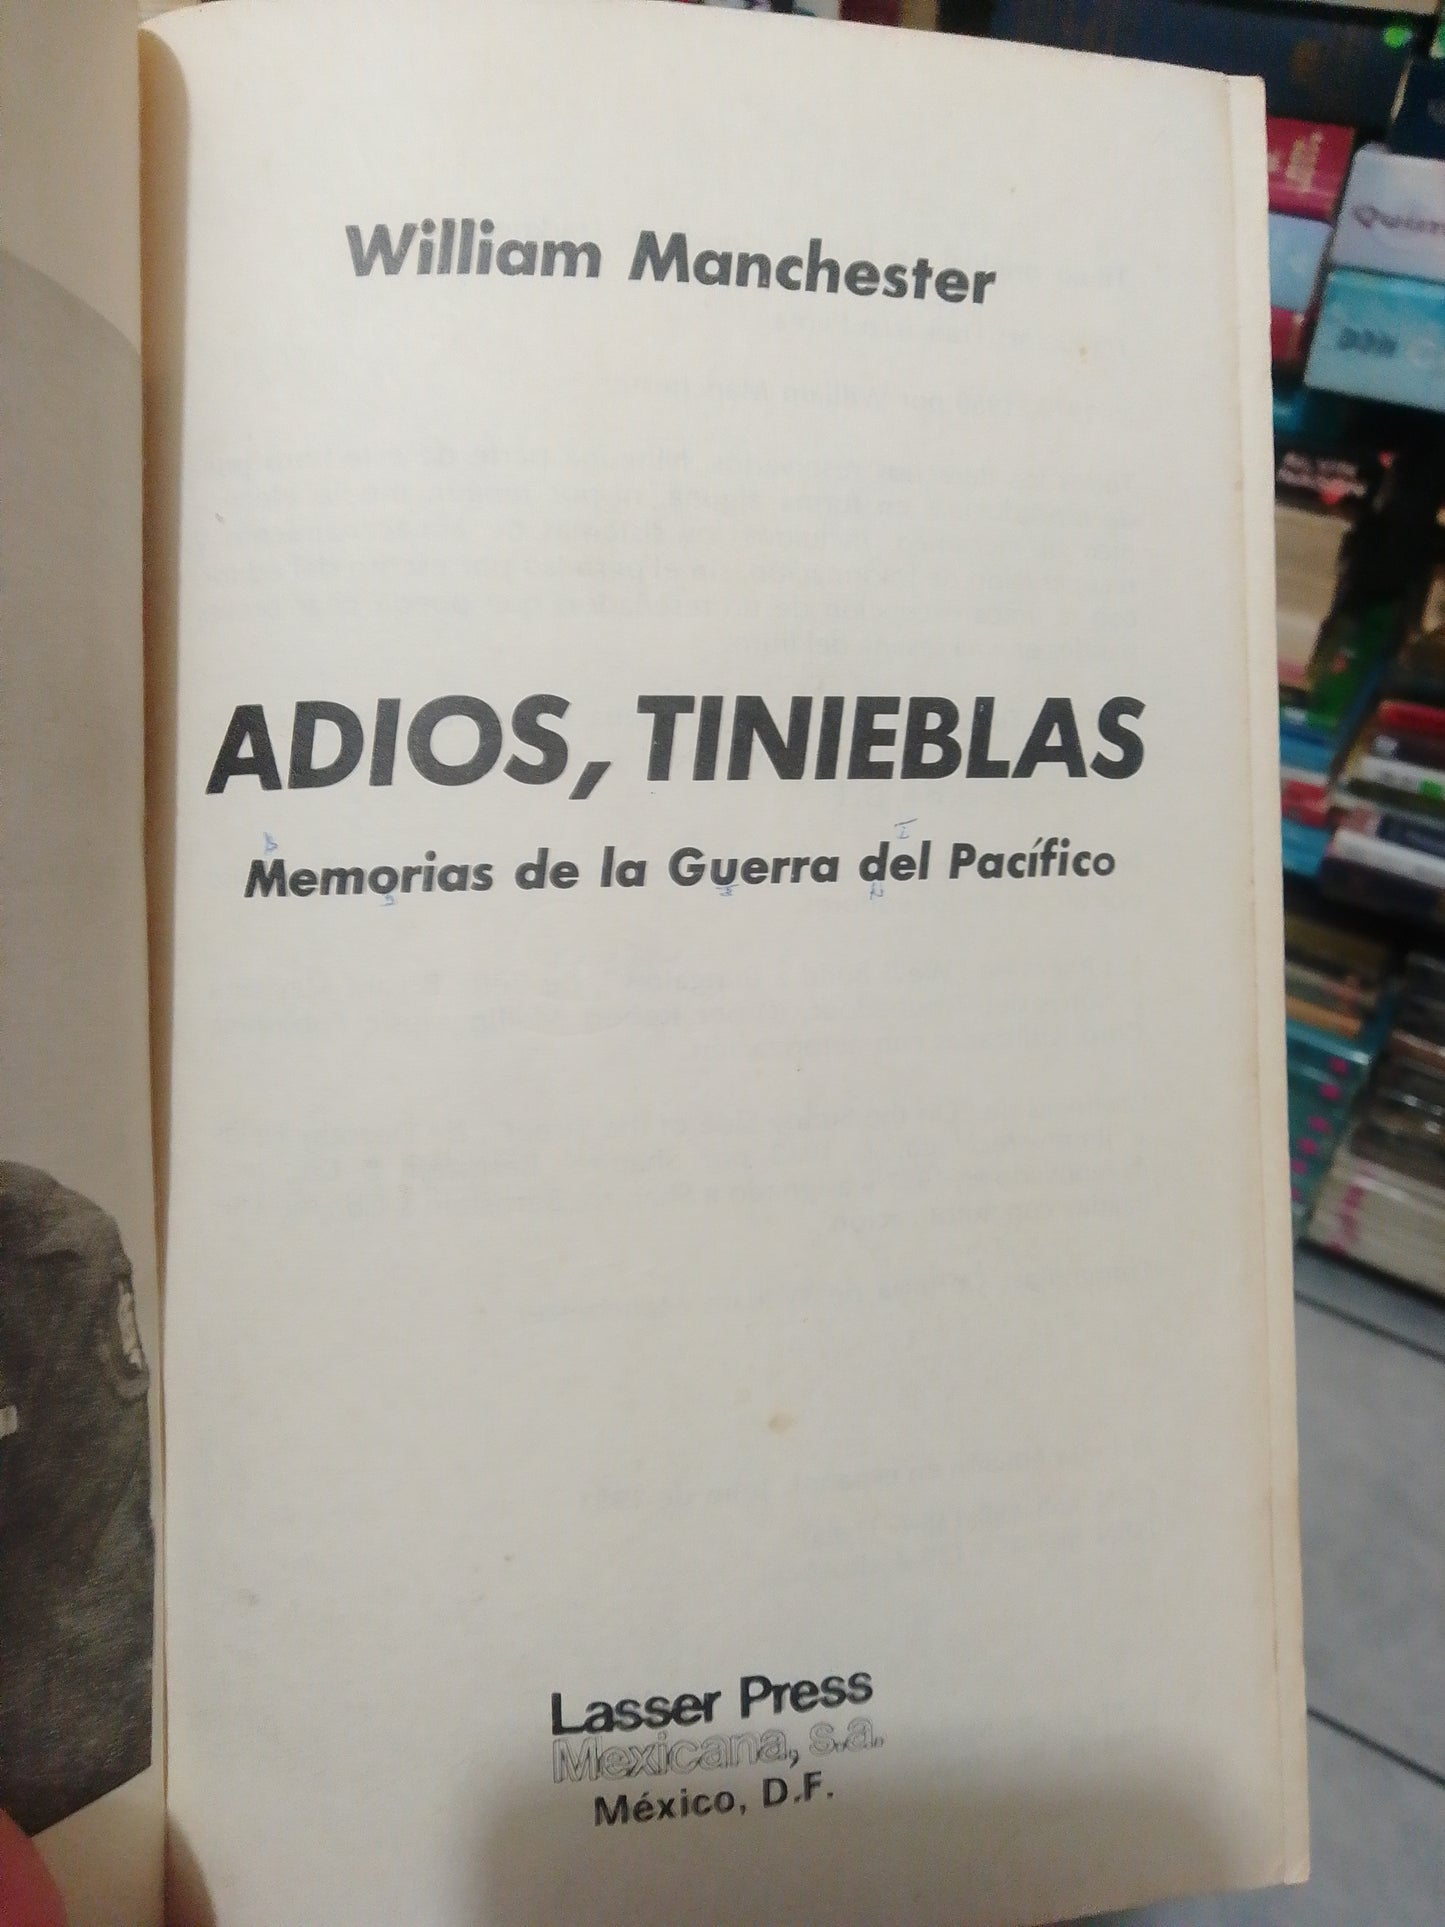 William Manchester
ADIOS, TINIEBLAS
Memorias de la Guerra del Pacífico
Lasser Press
Mexicana, s.a.
México, D.F.